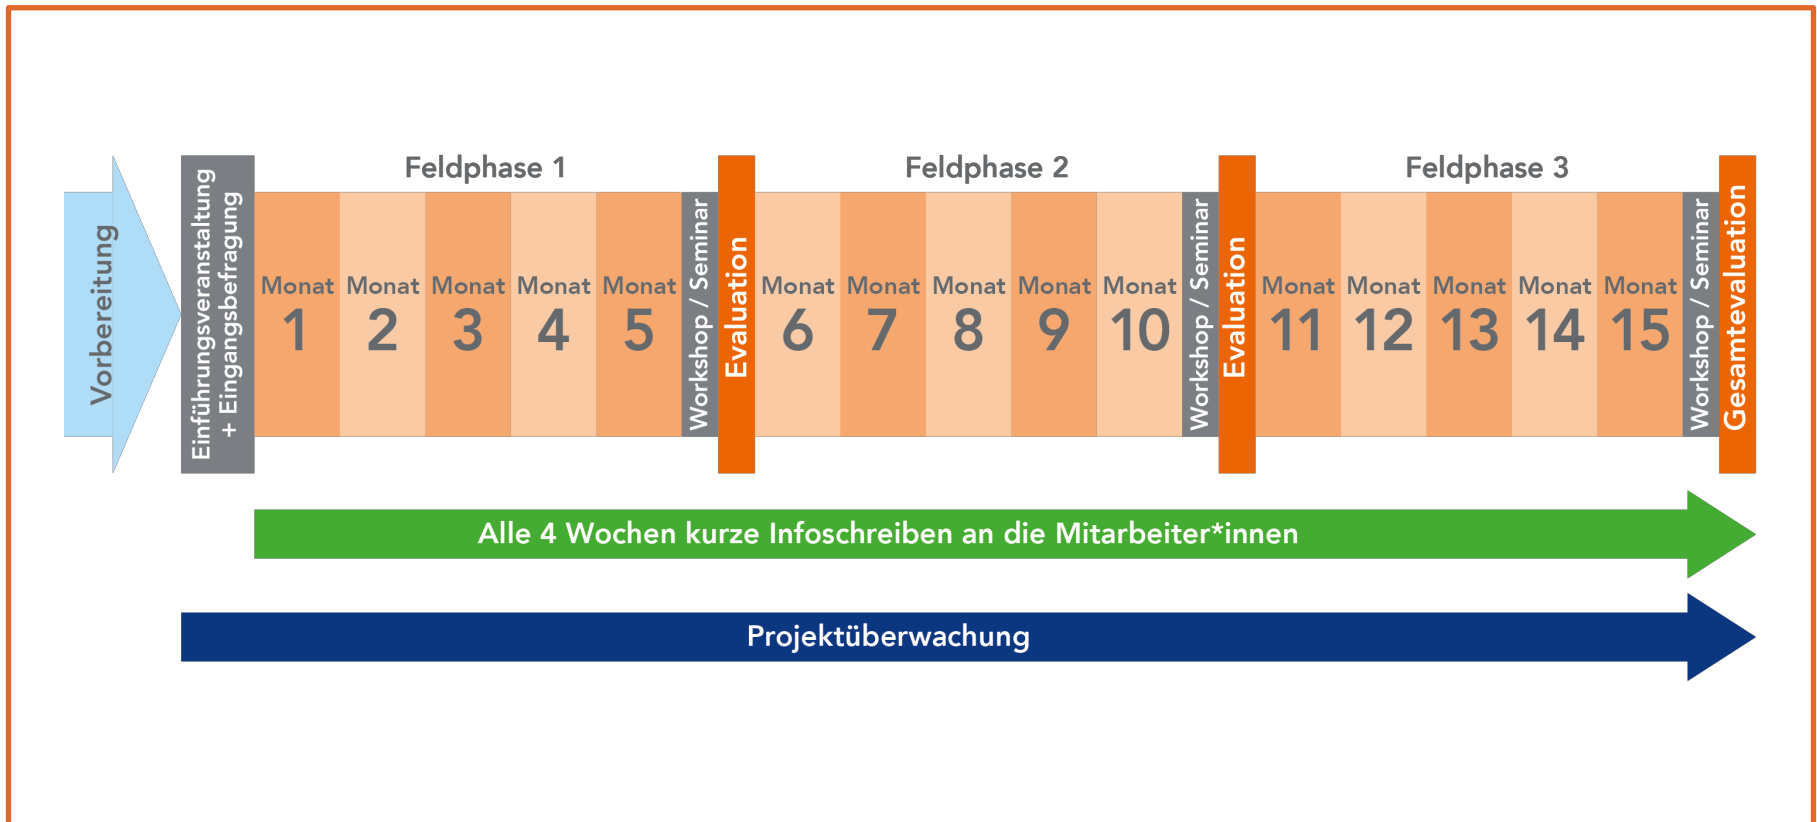 Vorbereitung
Einführungsveranstaltung
+ Eingangsbefragung
Feldphase 1
Monat
1
Monat
2
Monat
3
Monat
4
Monat
5
Workshop / Seminar
Evaluation
Feldphase 2
Monat
6
Monat
7
Monat
8
Monat
9
Monat
10
Workshop / Seminar
Evaluation
Feldphase 3
Monat
11
Monat
12
Monat
13
Monat
14
Monat
15
Workshop / Seminar
Gesamtevaluation
Alle 4 Wochen kurze Infoschreiben an die Mitarbeiter*innen
Projektüberwachung